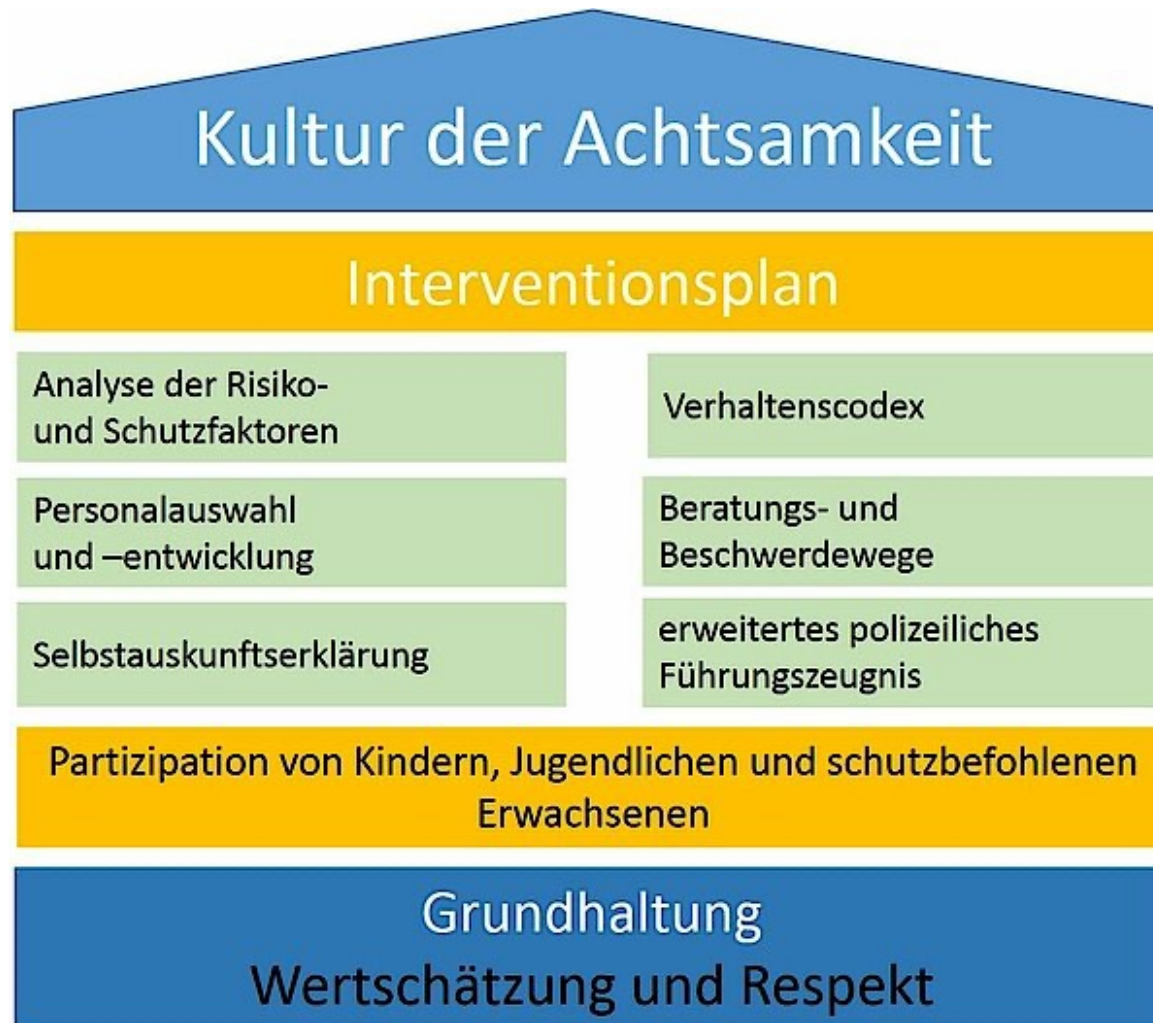 Kultur der Achtsamkeit
Interventionsplan
Analyse der Risiko-
und Schutzfaktoren
Verhaltenscodex
Personalauswahl
und –entwicklung
Beratungs- und
Beschwerdewege
Selbstauskunftserklärung
erweitertes polizeiliches
Führungszeugnis
Partizipation von Kindern, Jugendlichen und schutzbefohlenen
Erwachsenen
Grundhaltung
Wertschätzung und Respekt